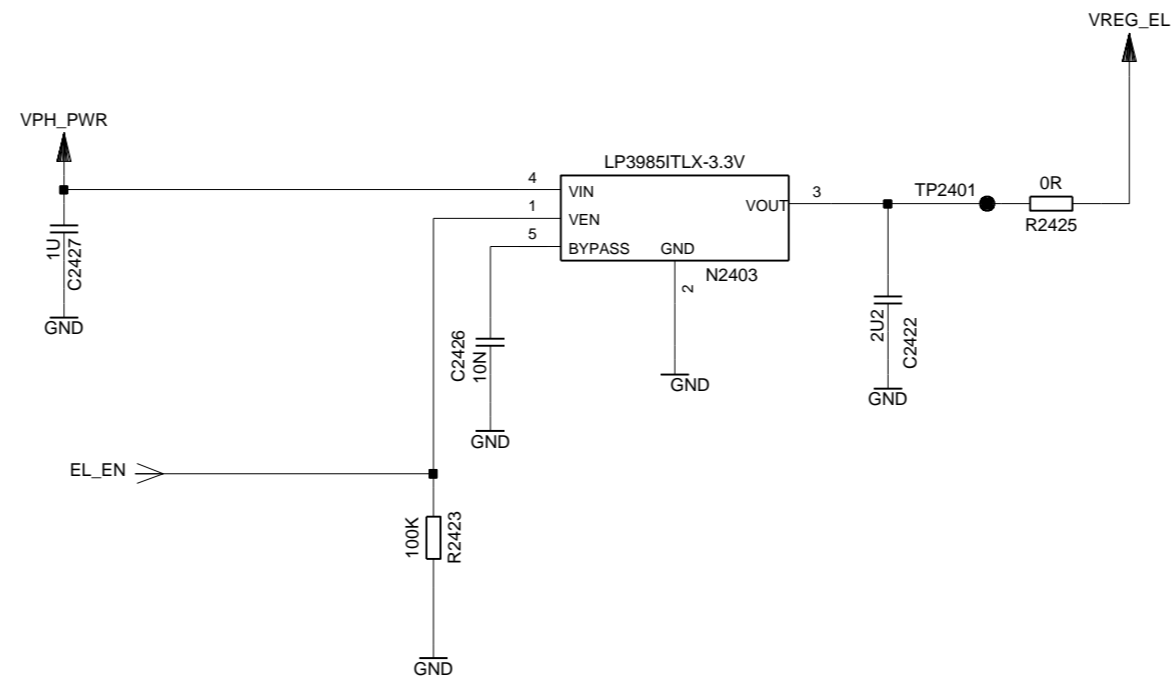 VREG_EL
VPH_PWR
LP3985ITLX-3.3V
4
VIN
3
TP2401
0R
1
VEN
VOUT
R2425
5
BYPASS
GND
N2403
1U
C2427
2
GND
C2426
10N
2U2
C2422
GND
GND
GND
EL_EN
100K
R2423
GND